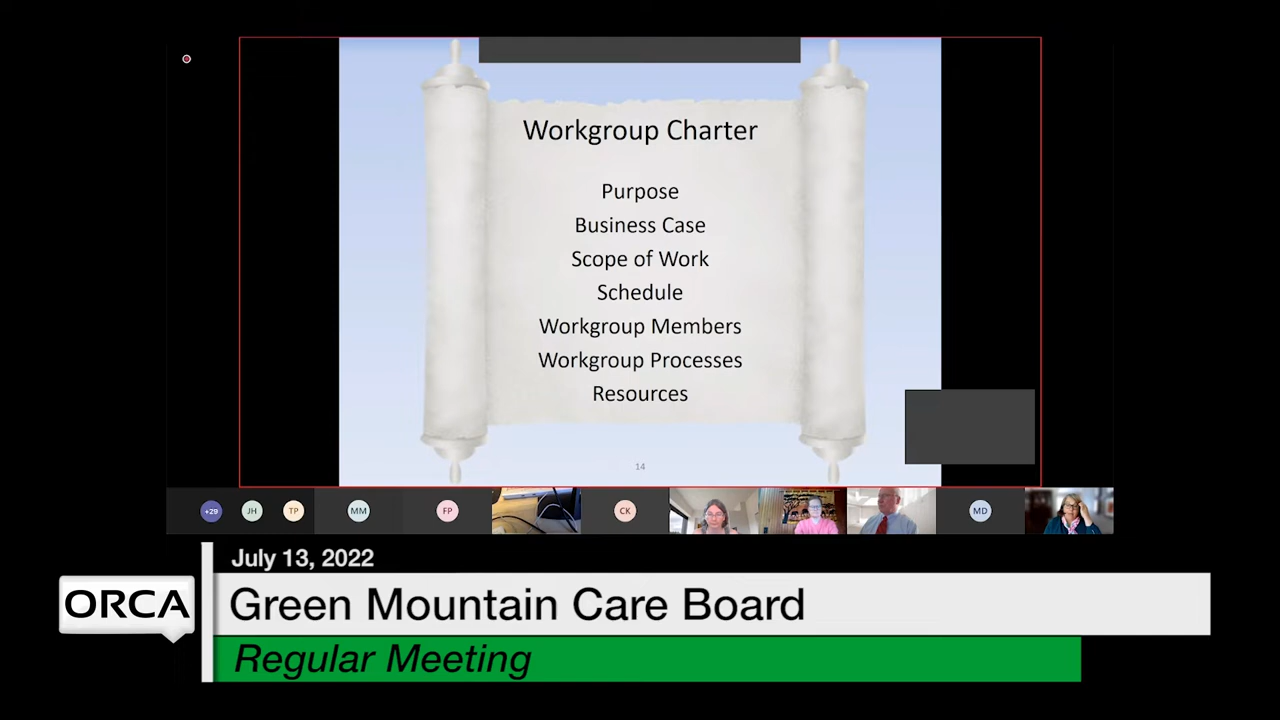 Workgroup Charter
Purpose
Business Case
Scope of Work
Schedule
Workgroup Members
Workgroup Processes
Resources
14
+29 JH TP MM FP CK MD
July 13, 2022
ORCA
Green Mountain Care Board
Regular Meeting